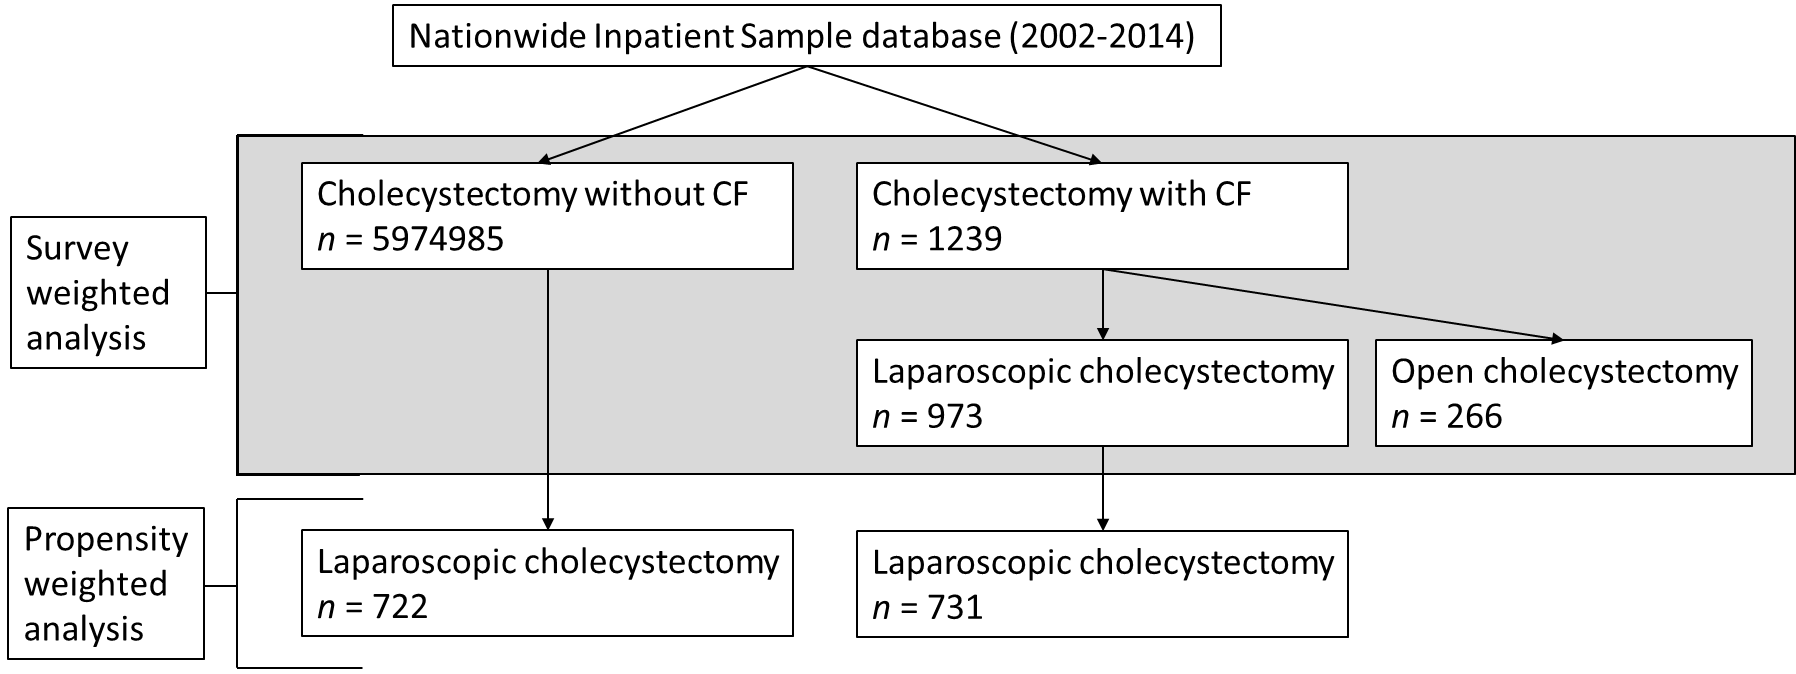 Nationwide Inpatient Sample database (2002-2014)
Survey
weighted
analysis
Cholecystectomy without CF
n = 5974985
Cholecystectomy with CF
n = 1239
Laparoscopic cholecystectomy
n = 973
Open cholecystectomy
n = 266
Propensity
weighted
analysis
Laparoscopic cholecystectomy
n = 722
Laparoscopic cholecystectomy
n = 731